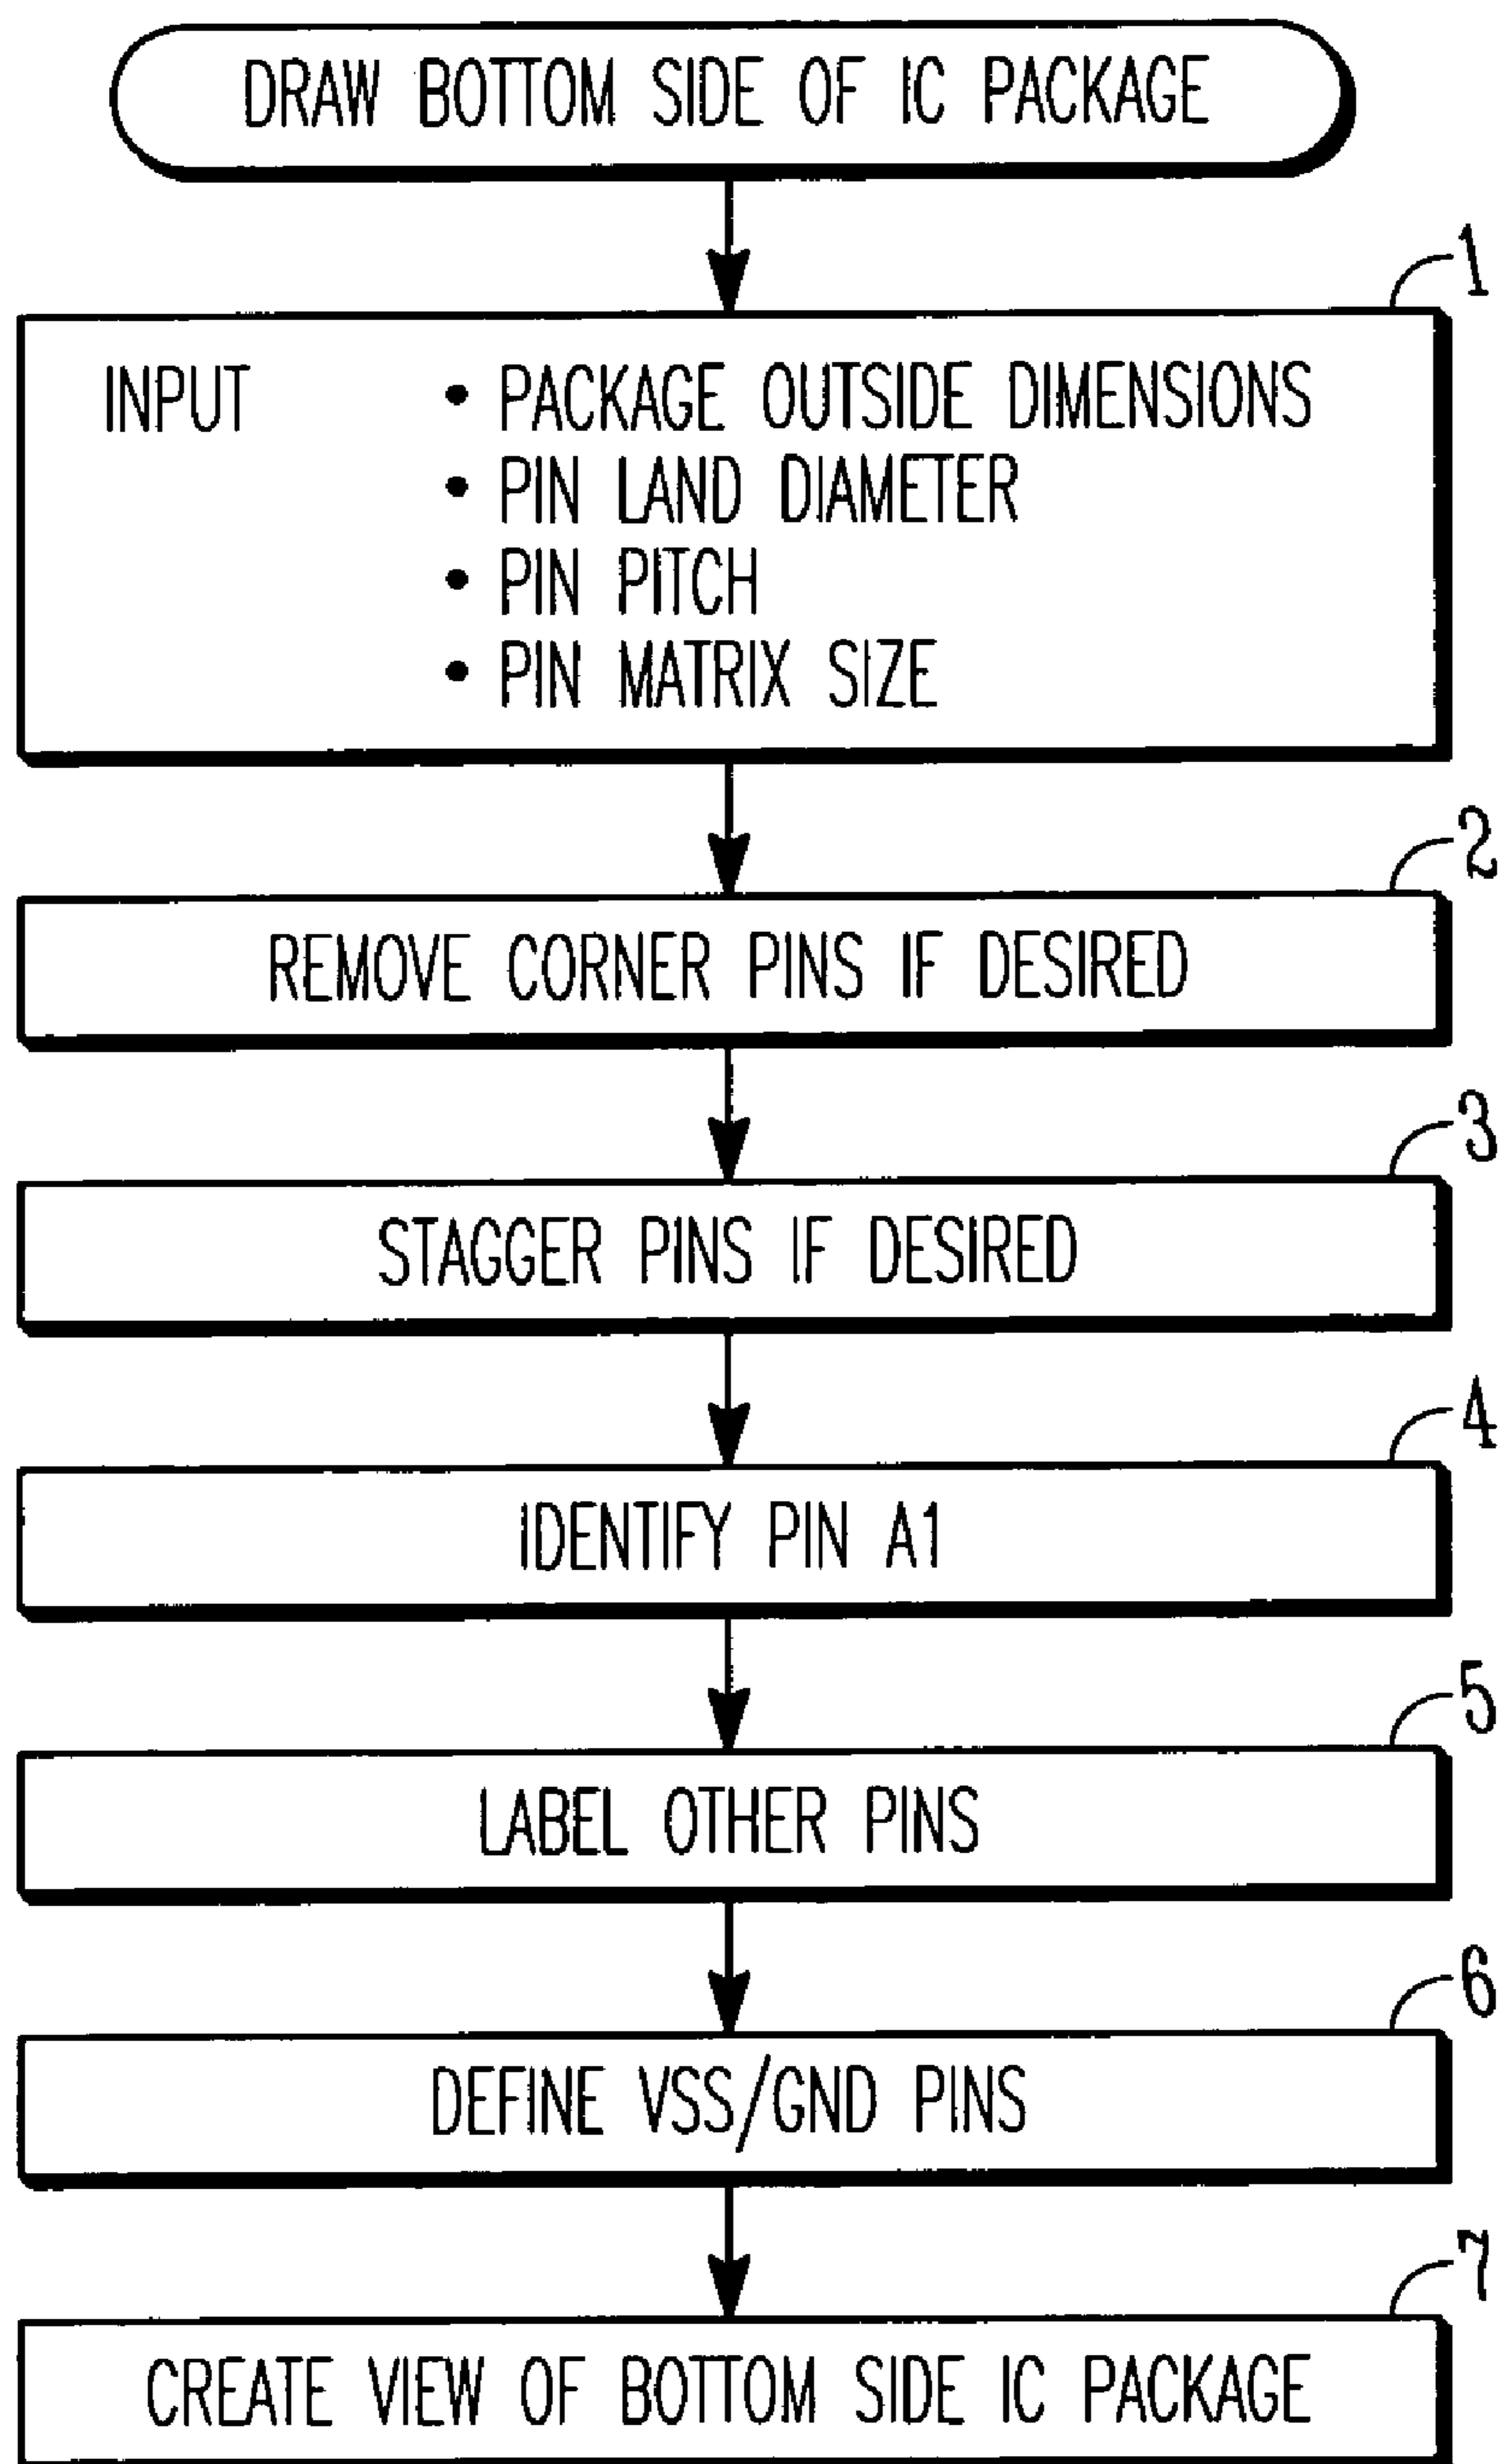 DRAW BOTTOM SIDE OF IC PACKAGE
1
INPUT • PACKAGE OUTSIDE DIMENSIONS
• PIN LAND DIAMETER
• PIN PITCH
• PIN MATRIX SIZE
2
REMOVE CORNER PINS IF DESIRED
3
STAGGER PINS IF DESIRED
4
IDENTIFY PIN A1
5
LABEL OTHER PINS
6
DEFINE VSS/GND PINS
7
CREATE VIEW OF BOTTOM SIDE IC PACKAGE